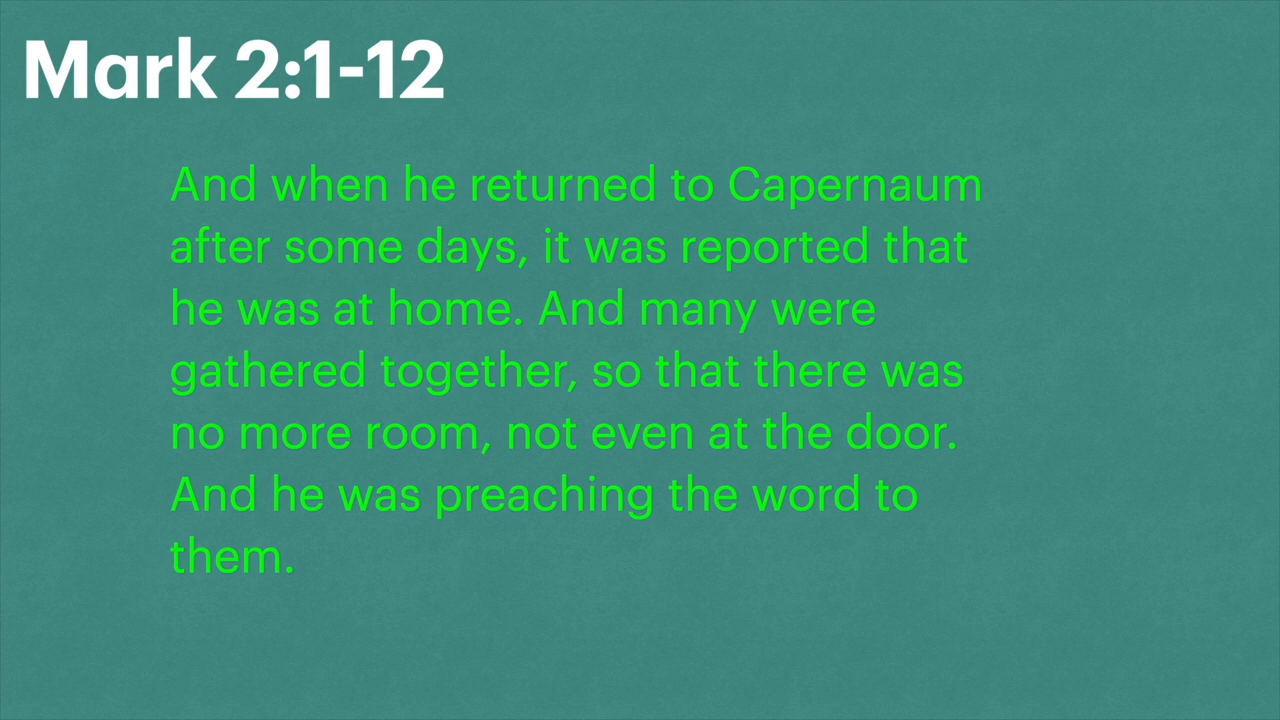 Mark 2:1-12
And when he returned to Capernaum
after some days, it was reported that
he was at home. And many were
gathered together, so that there was
no more room, not even at the door.
And he was preaching the word to
them.